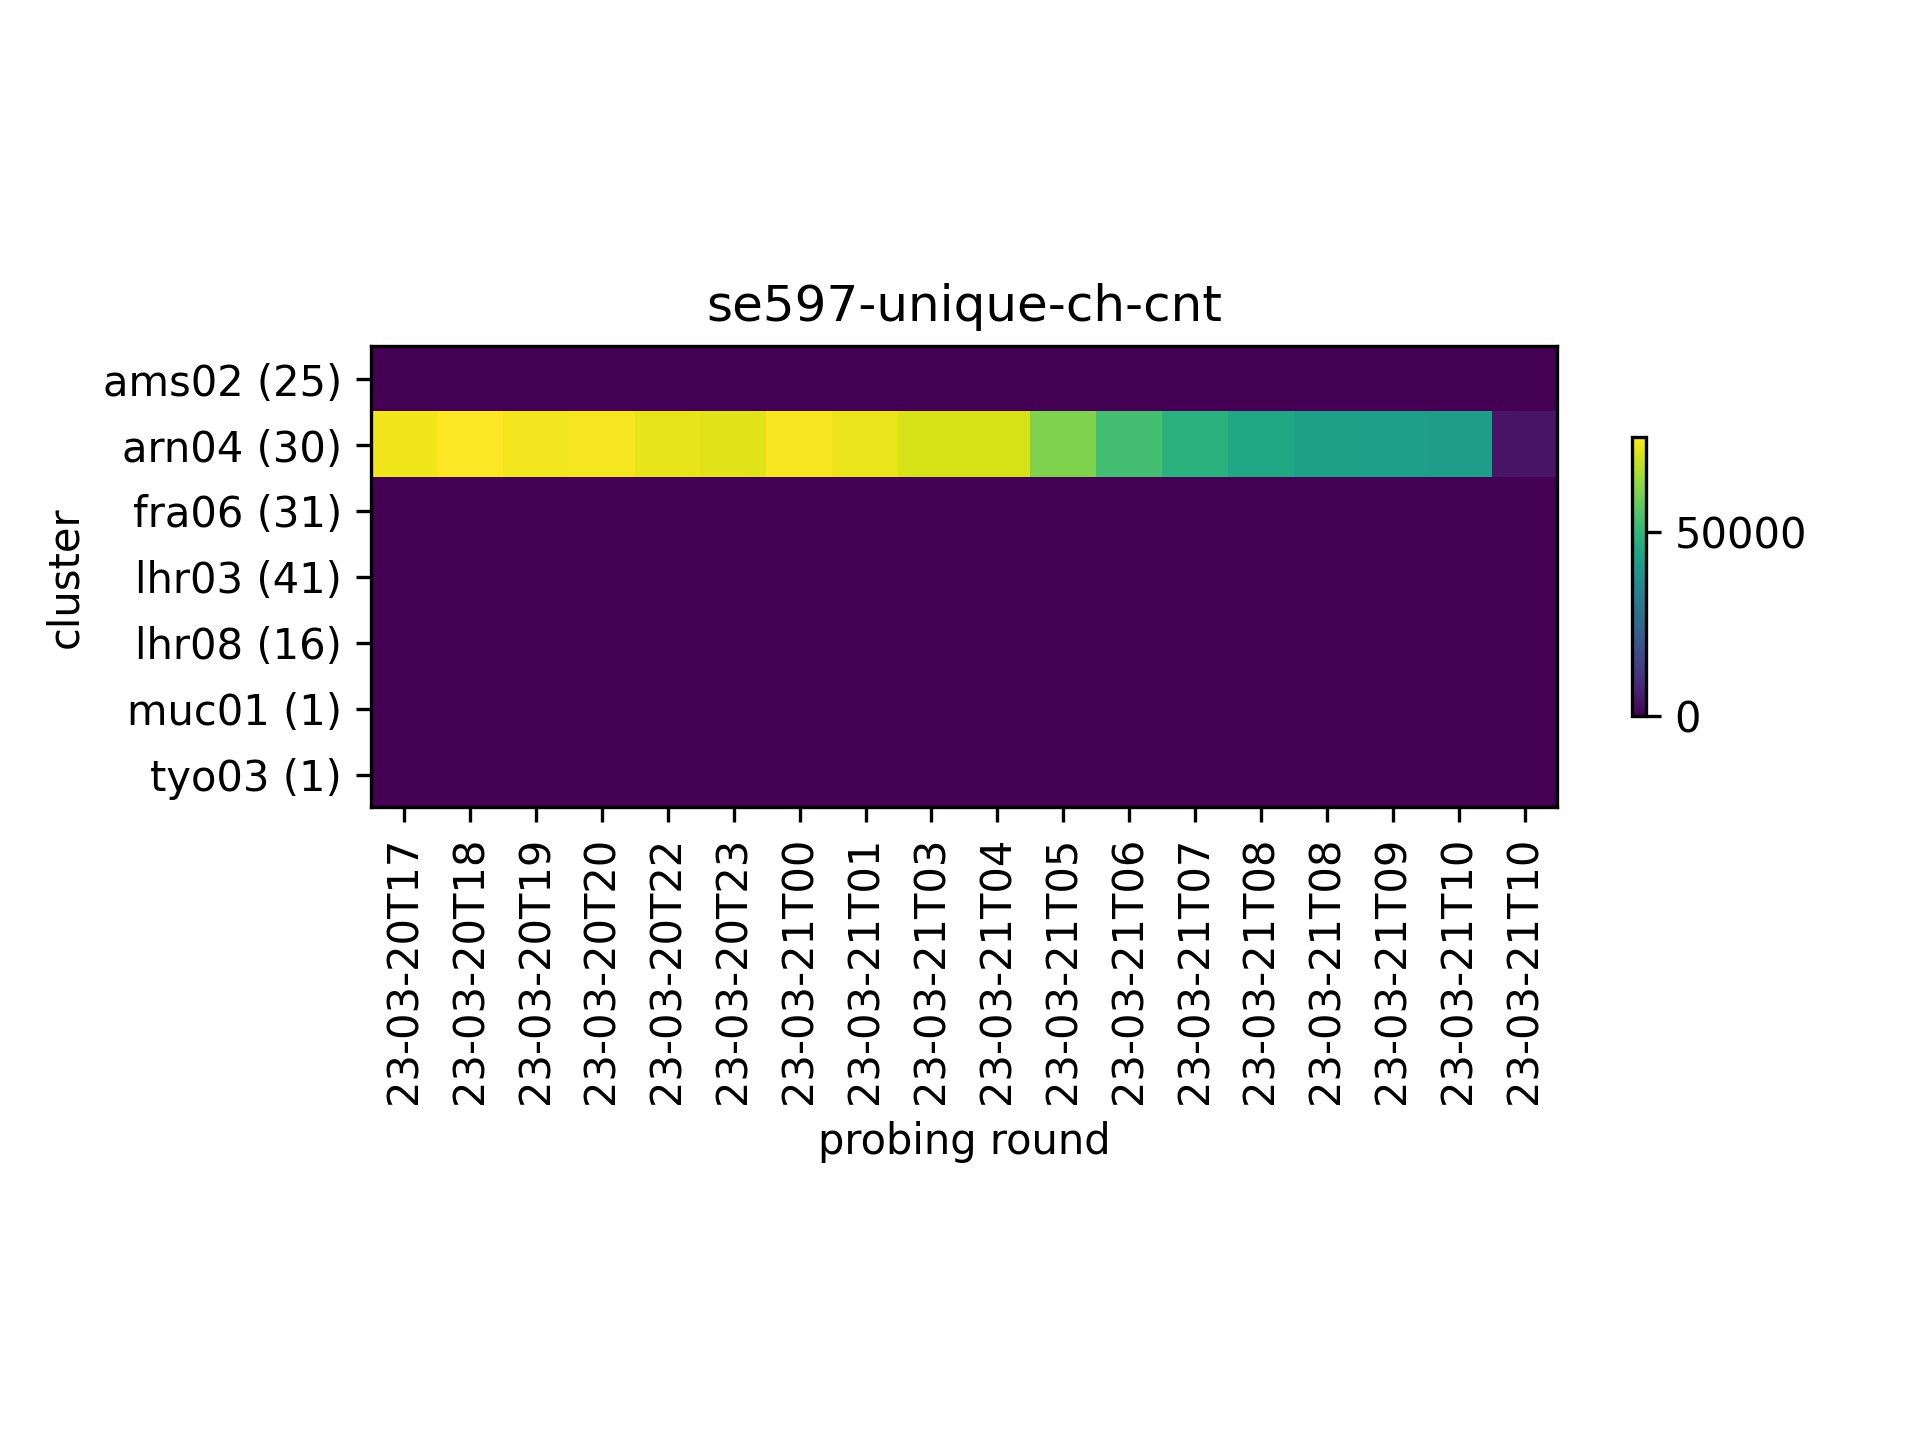 se597-unique-ch-cnt
cluster
ams02 (25)
arn04 (30)
fra06 (31)
lhr03 (41)
lhr08 (16)
muc01 (1)
tyo03 (1)
50000
0
23-03-20T17
23-03-20T18
23-03-20T19
23-03-20T20
23-03-20T22
23-03-20T23
23-03-21T00
23-03-21T01
23-03-21T03
23-03-21T04
23-03-21T05
23-03-21T06
23-03-21T07
23-03-21T08
23-03-21T08
23-03-21T09
23-03-21T10
23-03-21T10
probing round